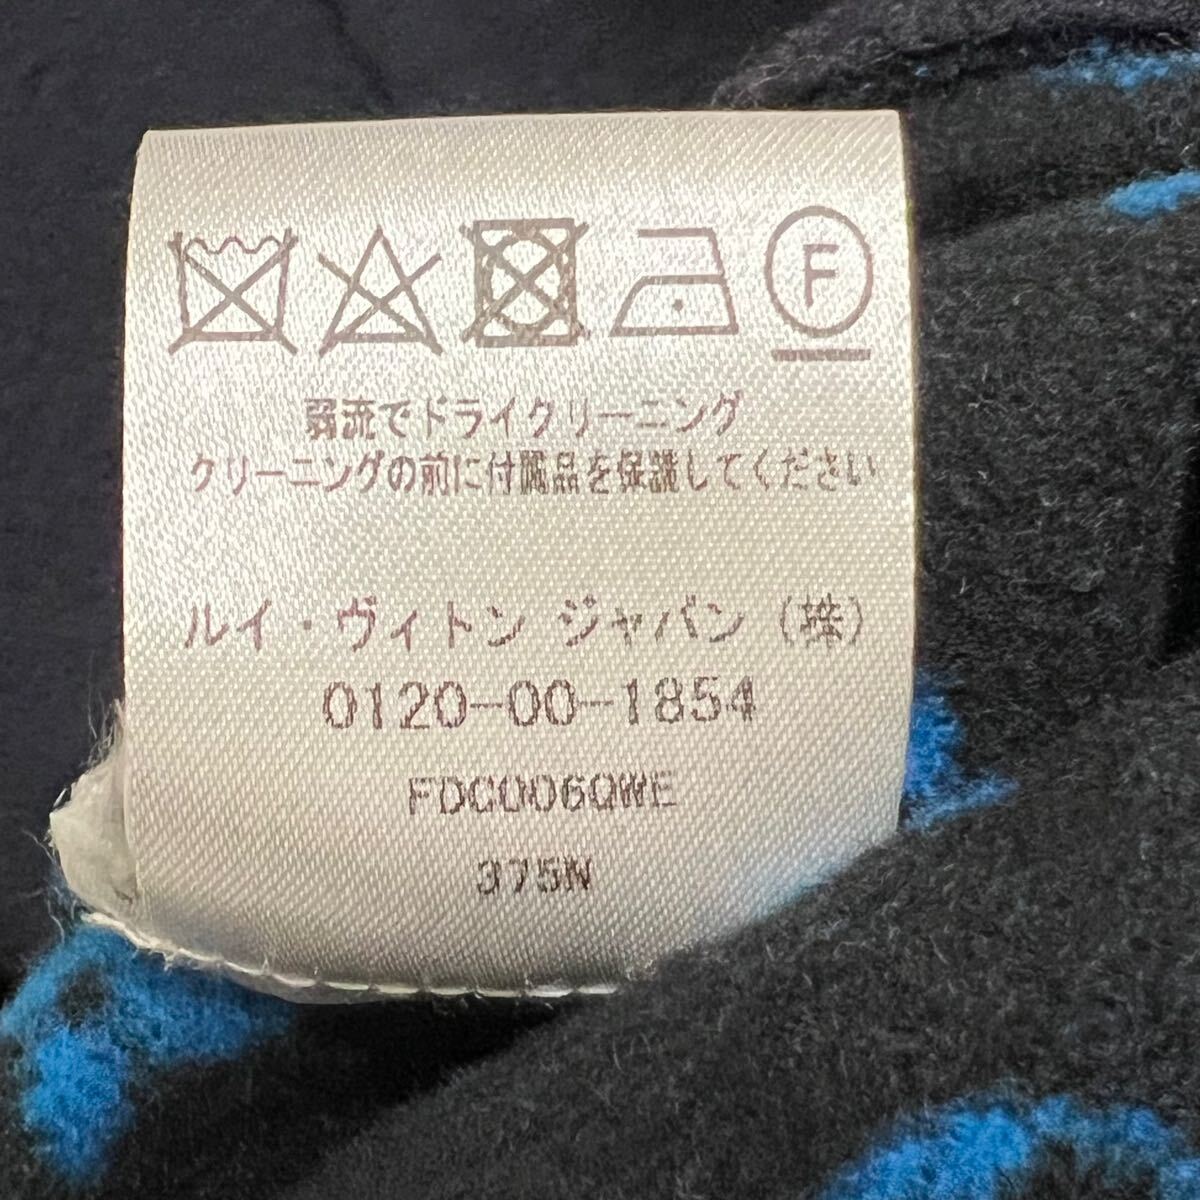 F
弱流でドライクリーニング
クリーニングの前に付属品を保護してください
ルイ・ヴィトン ジャパン (株)
0120-00-1854
FDC006QWE
375N